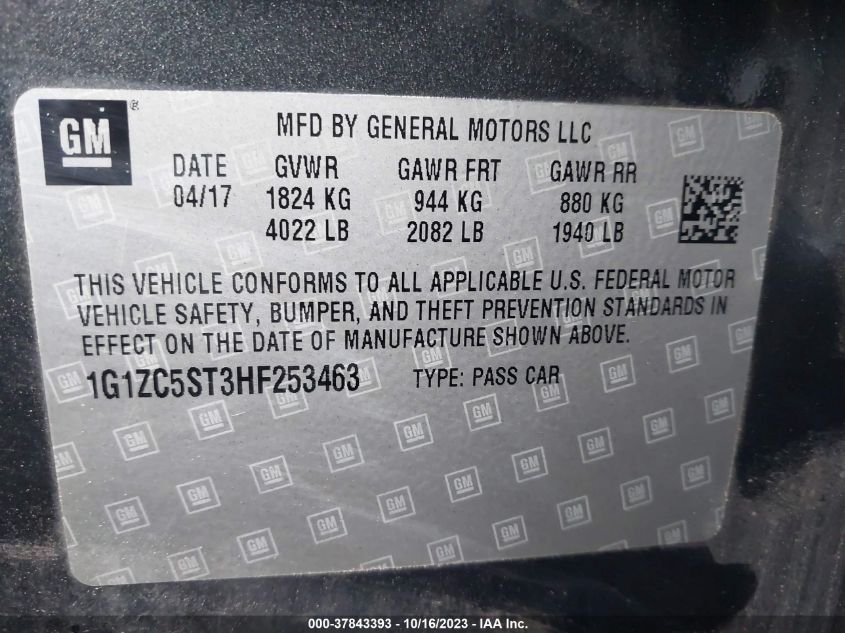 GM ®
MFD BY GENERAL MOTORS LLC
DATE GVWR GAWR FRT GAWR RR
04/17 1824 KG 944 KG 880 KG
4022 LB 2082 LB 1940 LB
THIS VEHICLE CONFORMS TO ALL APPLICABLE U.S. FEDERAL MOTOR
VEHICLE SAFETY, BUMPER, AND THEFT PREVENTION STANDARDS IN
EFFECT ON THE DATE OF MANUFACTURE SHOWN ABOVE.
1G1ZC5ST3HF253463 TYPE: PASS CAR
000-37843393 - 10/16/2023 - IAA Inc.